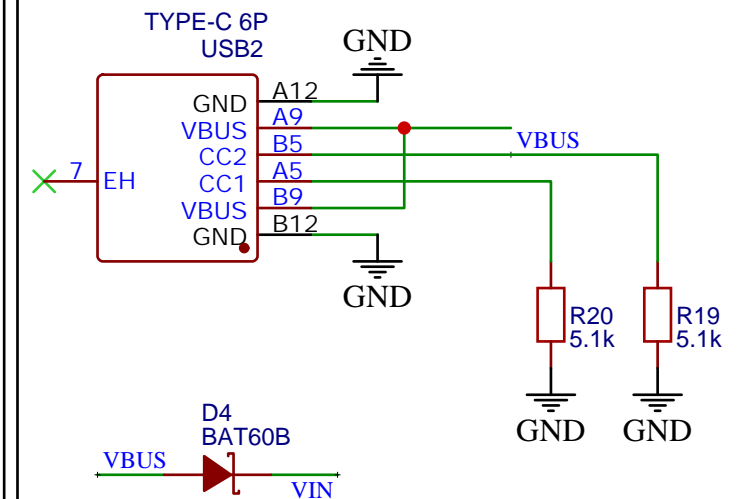 TYPE-C 6P
USB2
GND
GND A12
VBUS A9
CC2 B5
VBUS
7 EH
CC1 A5
VBUS B9
GND B12
GND
R20
5.1k
R19
5.1k
GND
GND
D4
BAT60B
VBUS
VIN